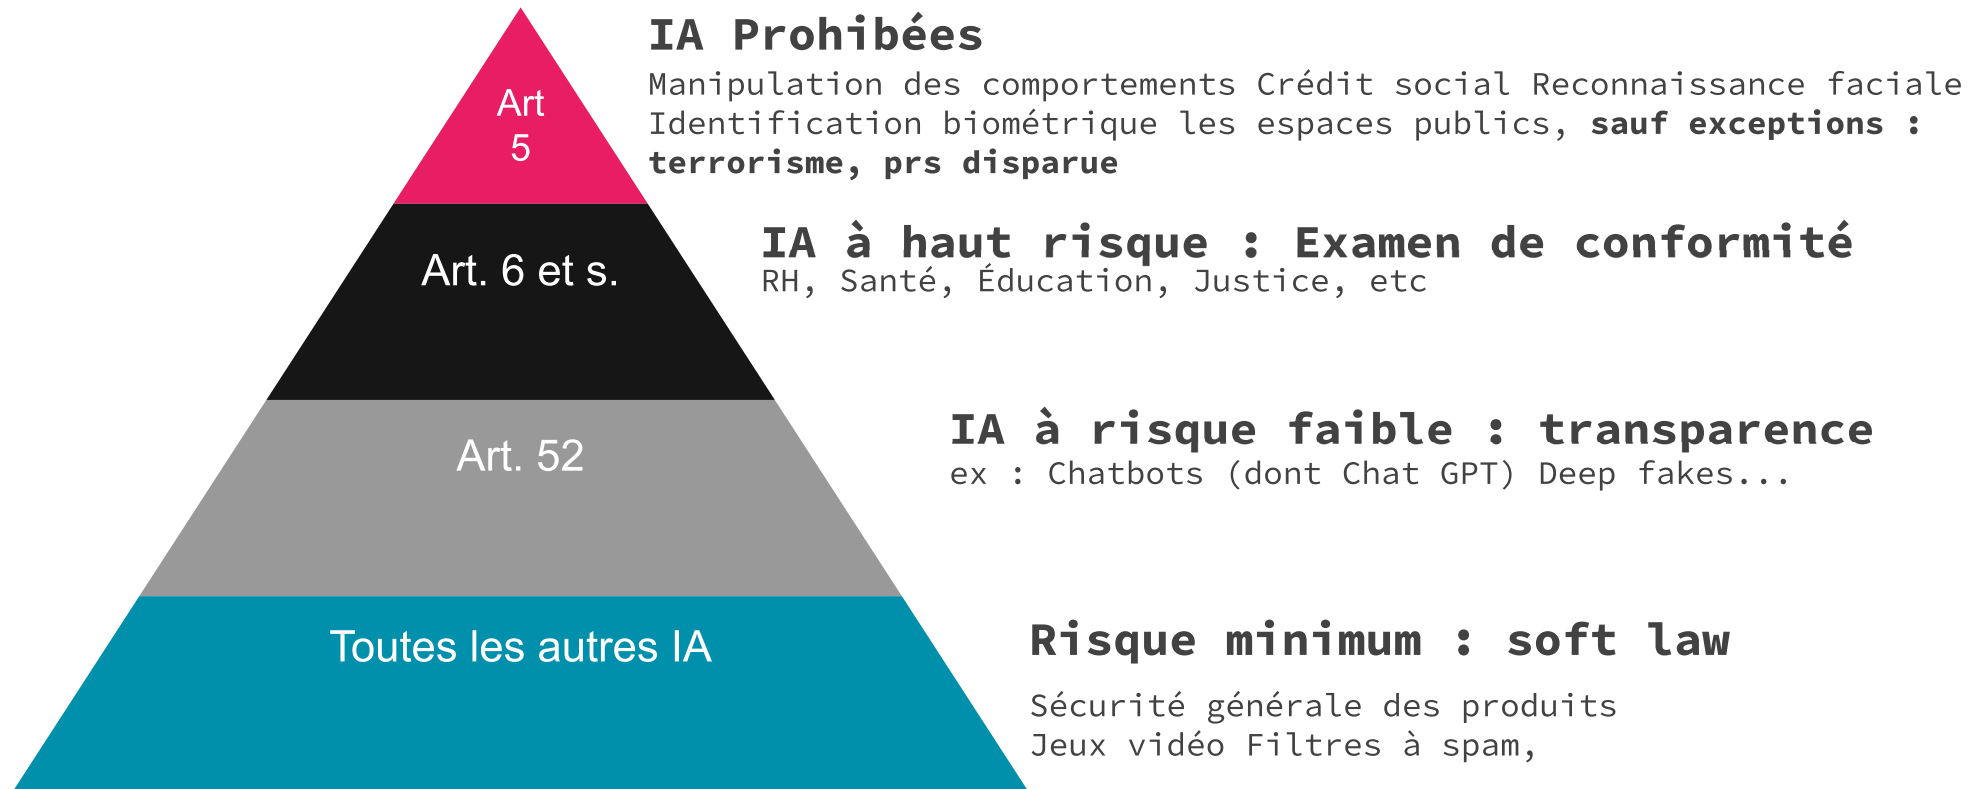 IA Prohibées
Manipulation des comportements Crédit social Reconnaissance faciale
Identification biométrique les espaces publics, sauf exceptions :
terrorisme, prs disparue
Art
5
IA à haut risque : Examen de conformité
RH, Santé, Éducation, Justice, etc
Art. 6 et s.
IA à risque faible : transparence
ex : Chatbots (dont Chat GPT) Deep fakes...
Art. 52
Risque minimum : soft law
Toutes les autres IA
Sécurité générale des produits
Jeux vidéo Filtres à spam,